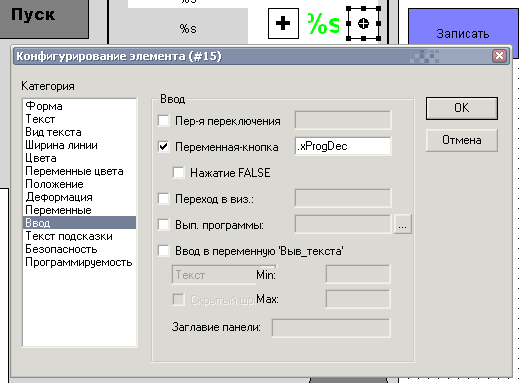 Пуск
%s
%s
%s
Записать
Конфигурирование элемента (#15)
Категория
Форма
Текст
Вид текста
Ширина линии
Цвета
Переменные цвета
Положение
Деформация
Переменные
Ввод
Текст подсказки
Безопасность
Программируемость
Ввод
Пер-я переключения
Переменная-кнопка
.xProgDec
Нажатие FALSE
Переход в виз.:
Вып. программы:
...
Ввод в переменную 'Выв_текста'
Текст
Min:
Скрытый
Max:
Заглавие панели:
OK
Отмена